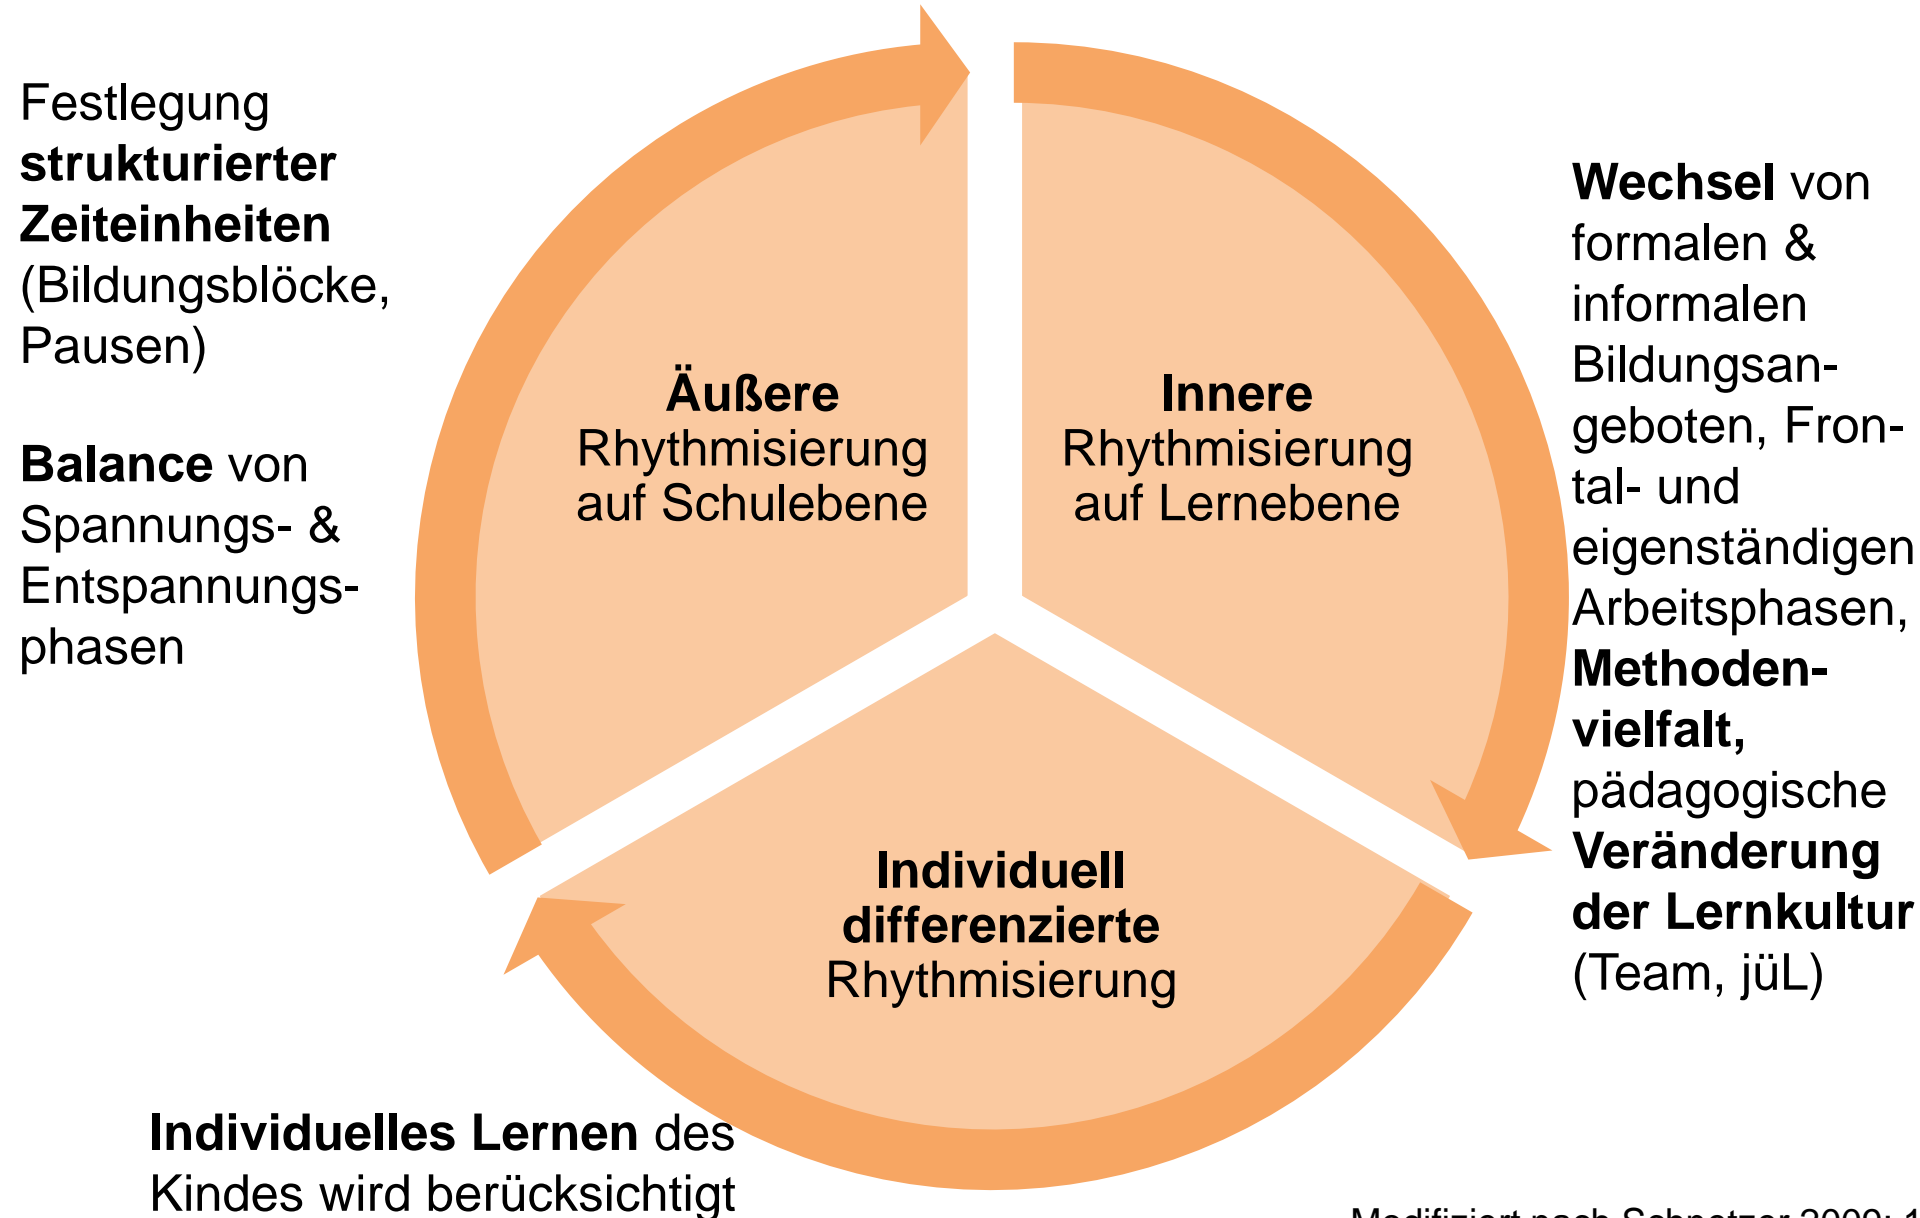 Festlegung
strukturierter
Zeiteinheiten
(Bildungsblöcke,
Pausen)
Balance von
Spannungs- &
Entspannungs-
phasen
Äußere
Rhythmisierung
auf Schulebene
Innere
Rhythmisierung
auf Lernebene
Wechsel von
formalen &
informalen
Bildungsan-
geboten, Fron-
tal- und
eigenständigen
Arbeitsphasen,
Methoden-
vielfalt,
pädagogische
Veränderung
der Lernkultur
(Team, jüL)
Individuell
differenzierte
Rhythmisierung
Individuelles Lernen des
Kindes wird berücksichtigt
Modifiziert nach